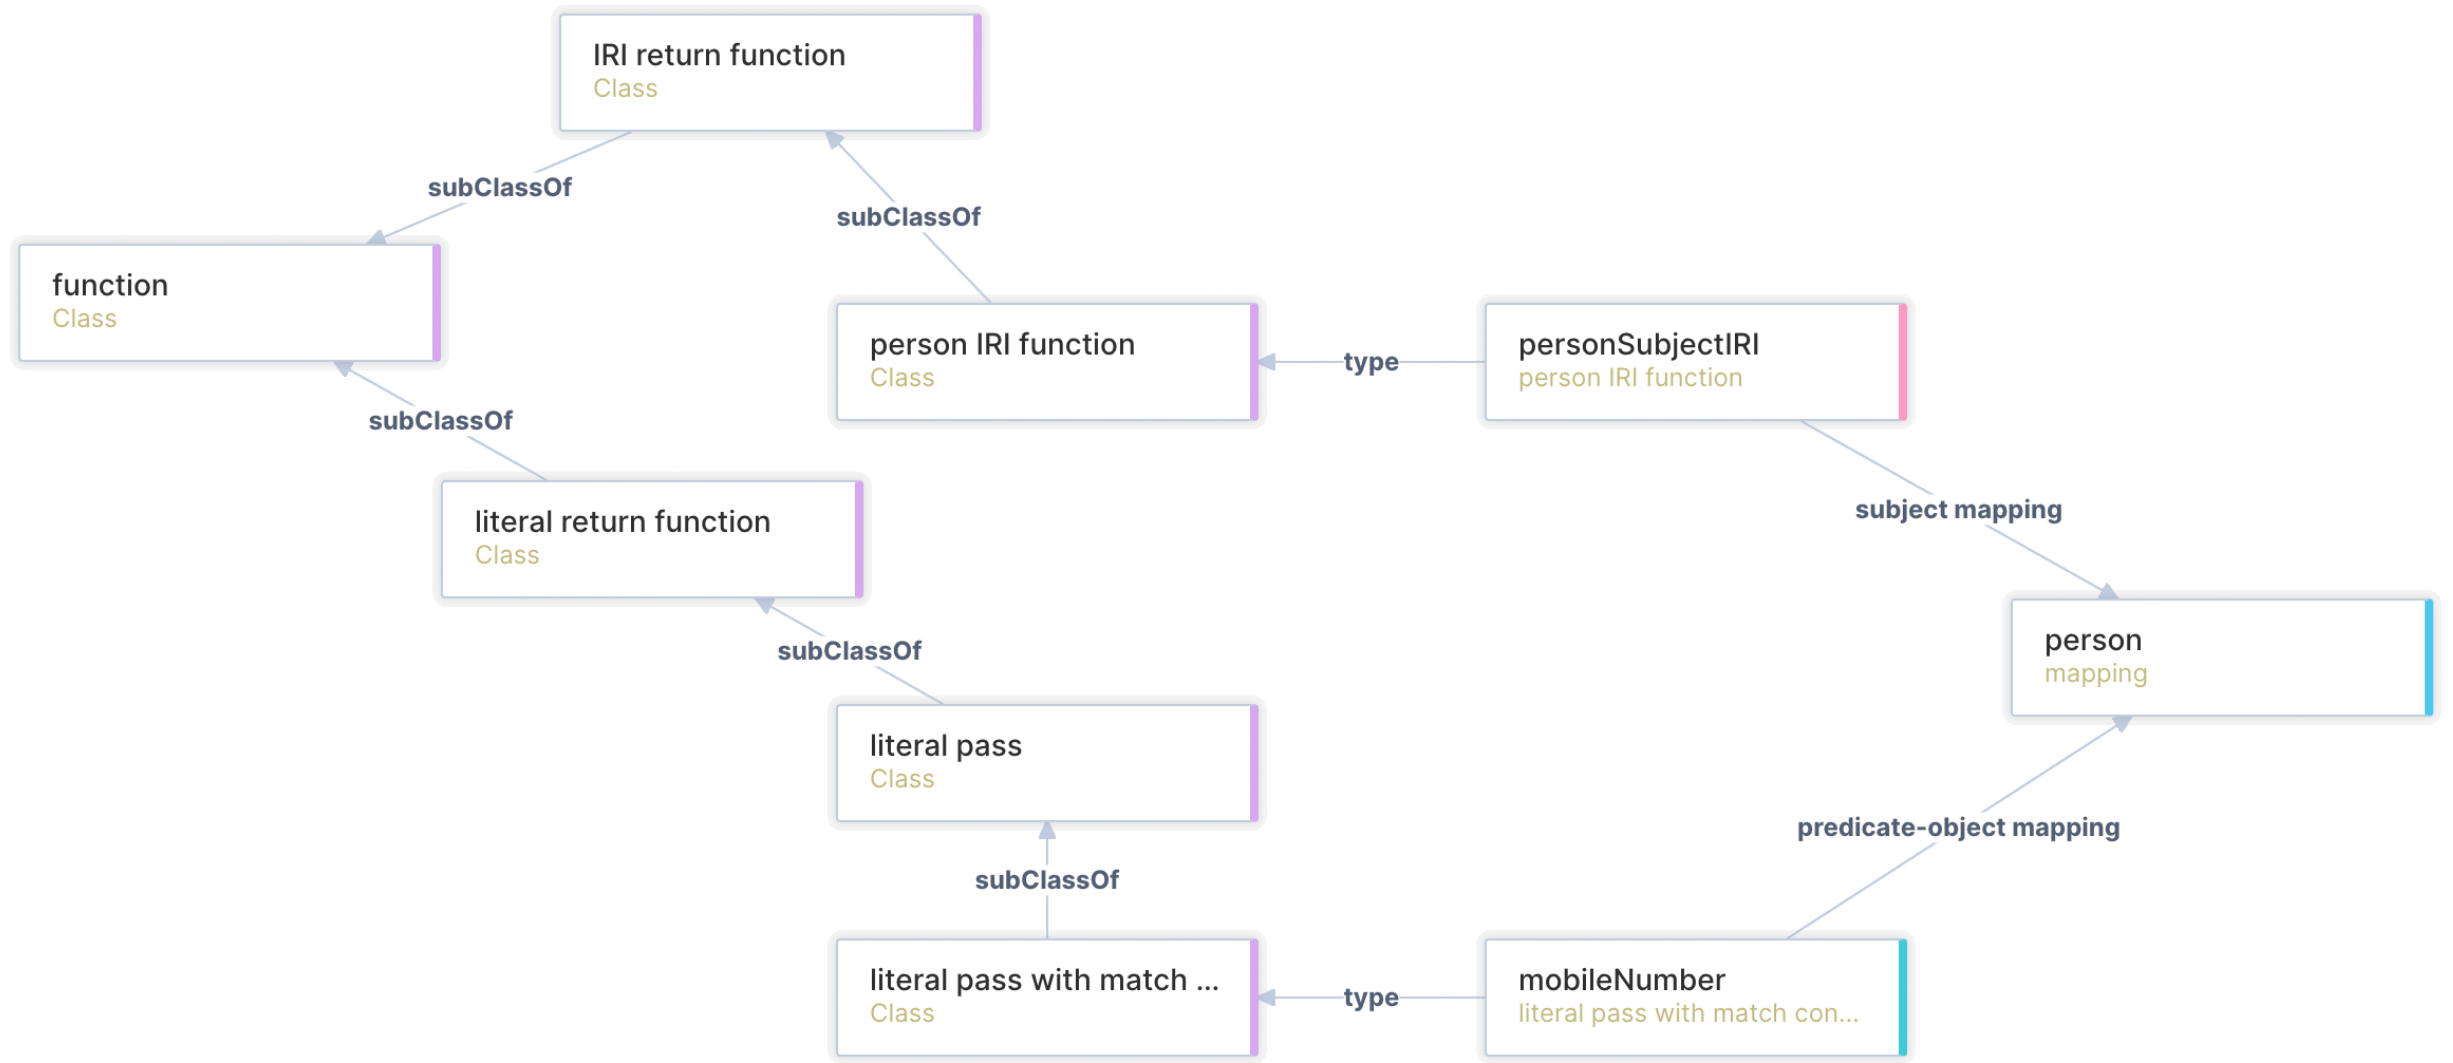 IRI return function
Class
subClassOf
subClassOf
function
Class
person IRI function
Class
type
personSubjectIRI
person IRI function
subClassOf
literal return function
Class
subject mapping
subClassOf
person
mapping
literal pass
Class
predicate-object mapping
subClassOf
literal pass with match ...
Class
type
mobileNumber
literal pass with match con...